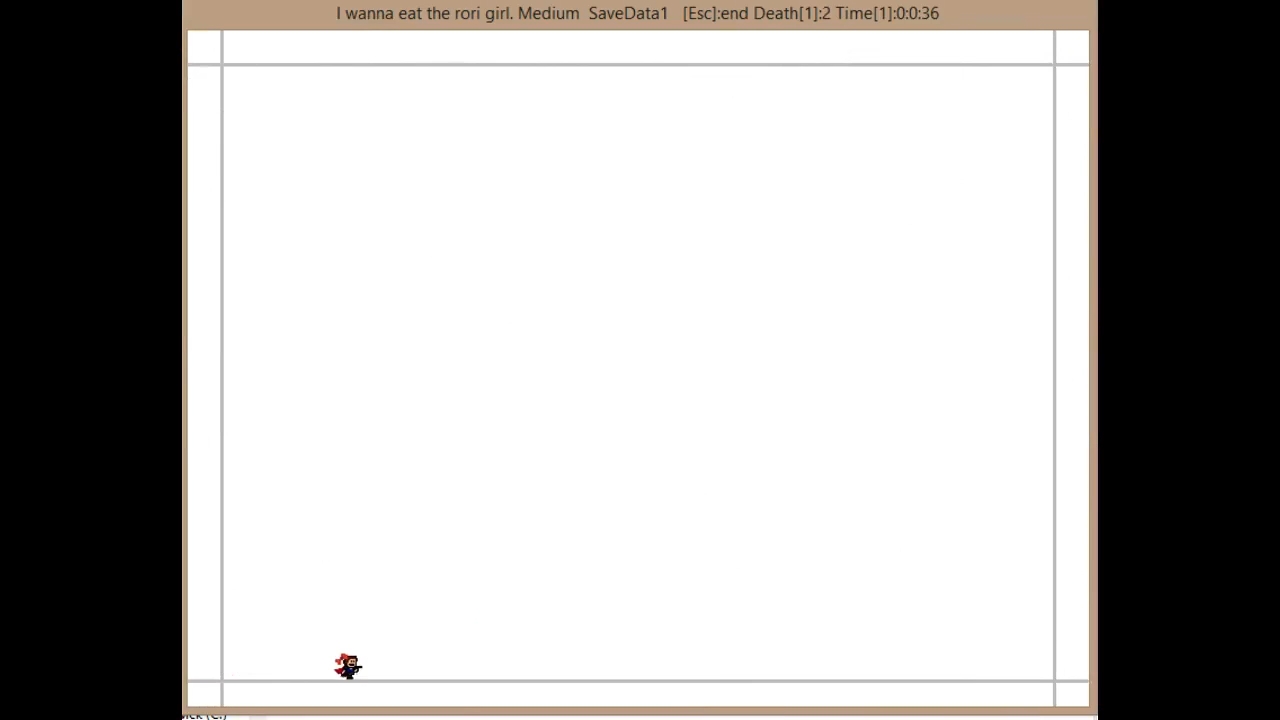 I wanna eat the rori girl. Medium SaveData1 [Esc]:end Death[1]:2 Time[1]:0:0:36